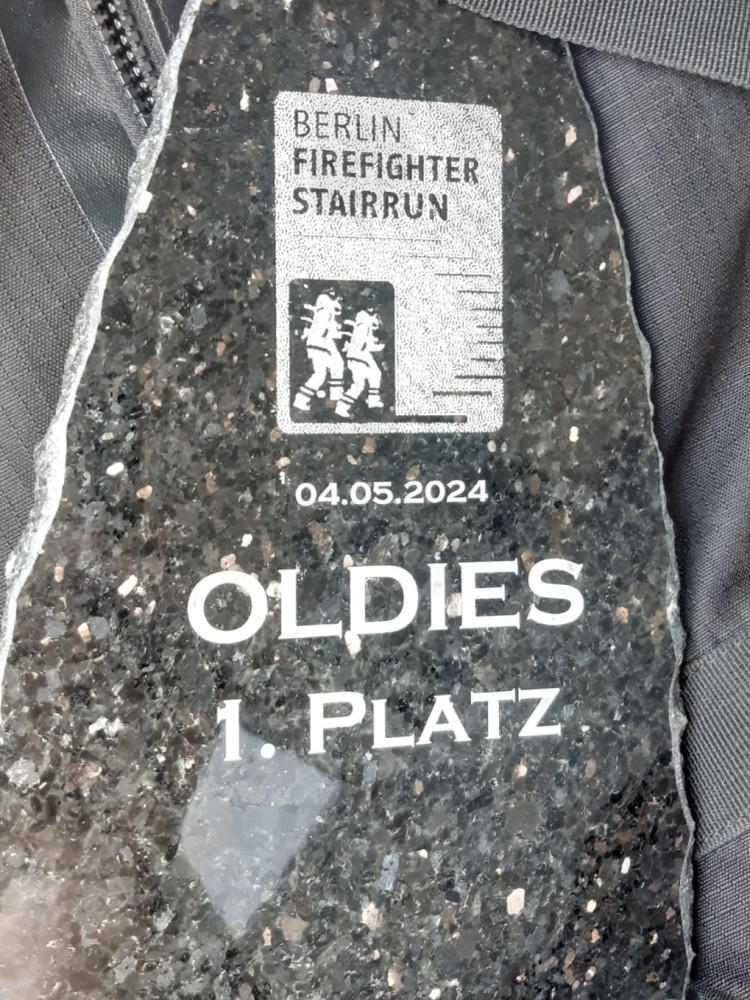 BERLIN
FIREFIGHTER
STAIRRUN
04.05.2024
OLDIES
1. PLATZ